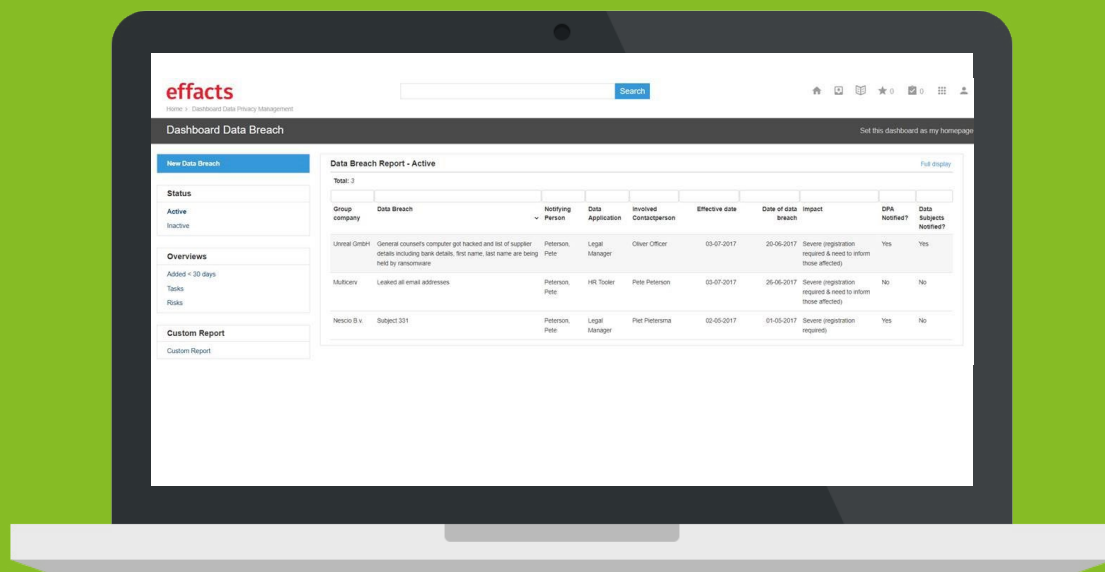 effacts
Search
0
0
Home > Dashboard Data Privacy Management
Dashboard Data Breach
Set this dashboard as my homepage
New Data Breach
Status
Active
Inactive
Overviews
Added < 30 days
Tasks
Risks
Custom Report
Custom Report
Data Breach Report - Active
Full display
Total: 3
Group company Data Breach Notifying Person Data Application Involved Contactperson Effective date Date of data breach Impact DPA Notified? Data Subjects Notified?
Unreal GmbH General counsel's computer got hacked and list of supplier details including bank details, first name, last name are being held by ransomware Peterson, Pete Legal Manager Oliver Officer 03-07-2017 20-06-2017 Severe (registration required & need to inform those affected) Yes Yes
Multicerv Leaked all email addresses Peterson, Pete HR Tooler Pete Peterson 03-07-2017 26-06-2017 Severe (registration required & need to inform those affected) No No
Nescio B.v. Subject 331 Peterson, Pete Legal Manager Piet Pietersma 02-05-2017 01-05-2017 Severe (registration required) Yes No